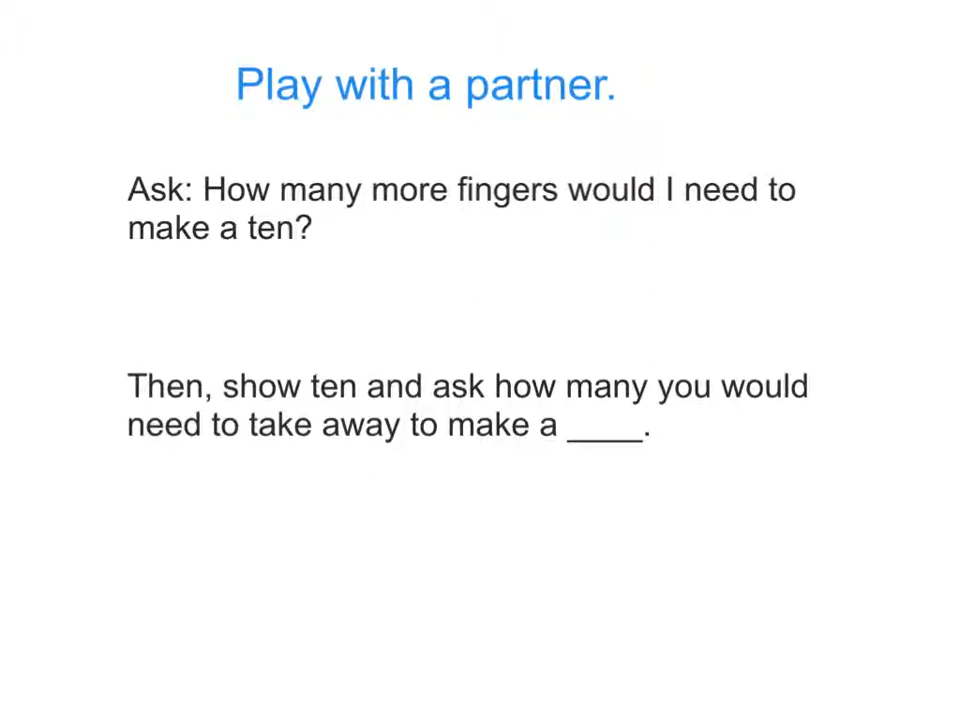 Play with a partner.
Ask: How many more fingers would I need to
make a ten?
Then, show ten and ask how many you would
need to take away to make a ____.